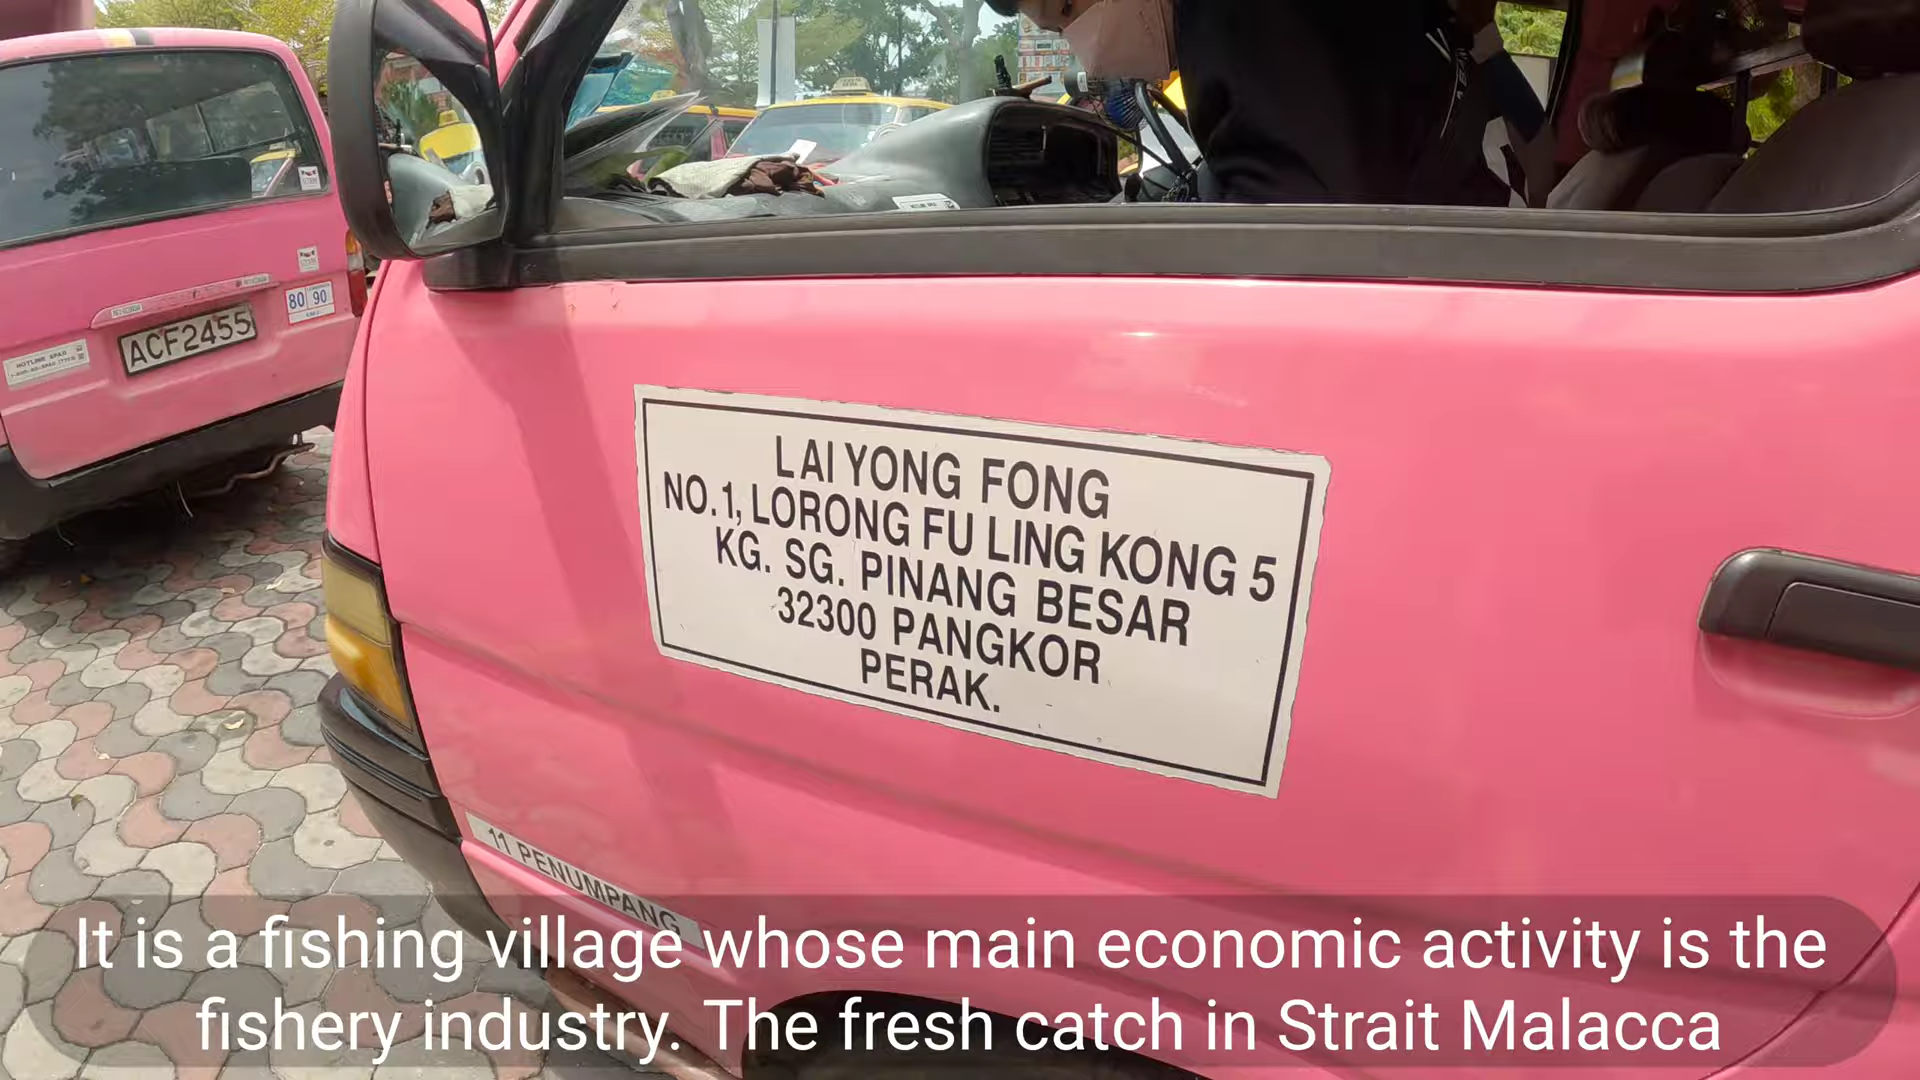 ACF2455
80 90
HOTLINE SPAD
LAI YONG FONG
NO. 1, LORONG FU LING KONG 5
KG. SG. PINANG BESAR
32300 PANGKOR
PERAK.
11 PENUMPANG
It is a fishing village whose main economic activity is the
fishery industry. The fresh catch in Strait Malacca